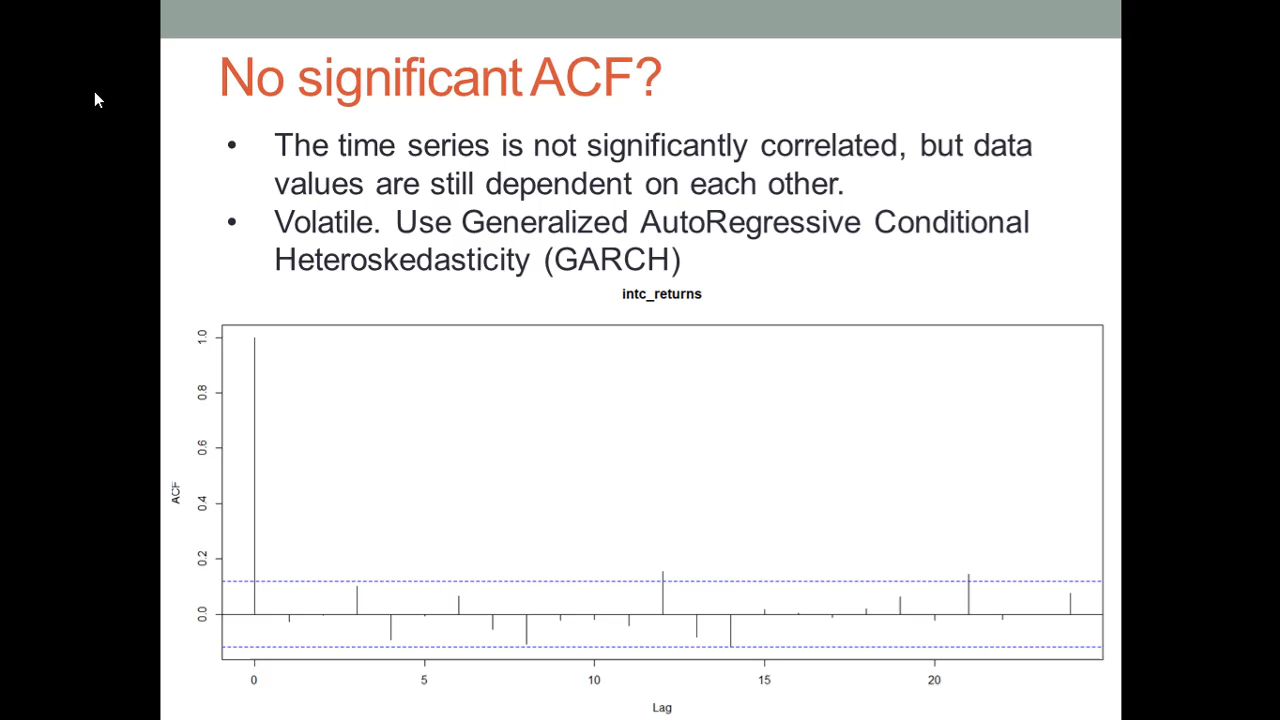 No significant ACF?
• The time series is not significantly correlated, but data
values are still dependent on each other.
• Volatile. Use Generalized AutoRegressive Conditional
Heteroskedasticity (GARCH)
intc_returns
1.0
0.8
0.6
0.4
0.2
0.0
ACF
0 5 10 15 20
Lag